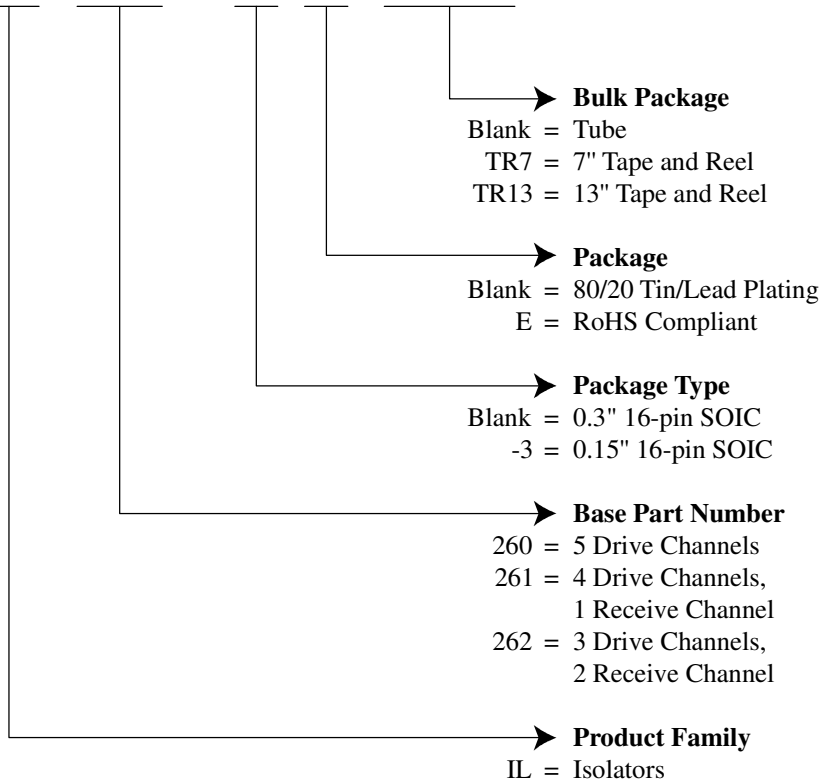 Bulk Package
Blank = Tube
TR7 = 7" Tape and Reel
TR13 = 13" Tape and Reel
Package
Blank = 80/20 Tin/Lead Plating
E = RoHS Compliant
Package Type
Blank = 0.3" 16-pin SOIC
-3 = 0.15" 16-pin SOIC
Base Part Number
260 = 5 Drive Channels
261 = 4 Drive Channels,
1 Receive Channel
262 = 3 Drive Channels,
2 Receive Channel
Product Family
IL = Isolators